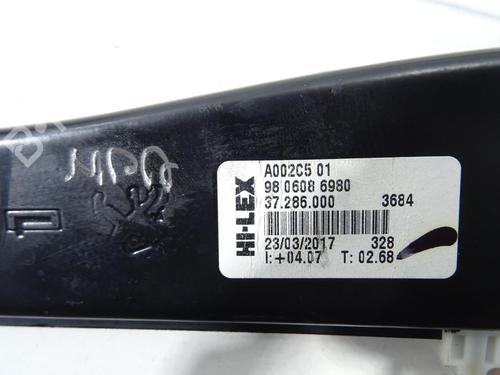 A002C5 01
98 0608 6980
37.286.000 3684
HI-LEX
23/03/2017 328
I:+04.07 T: 02.68